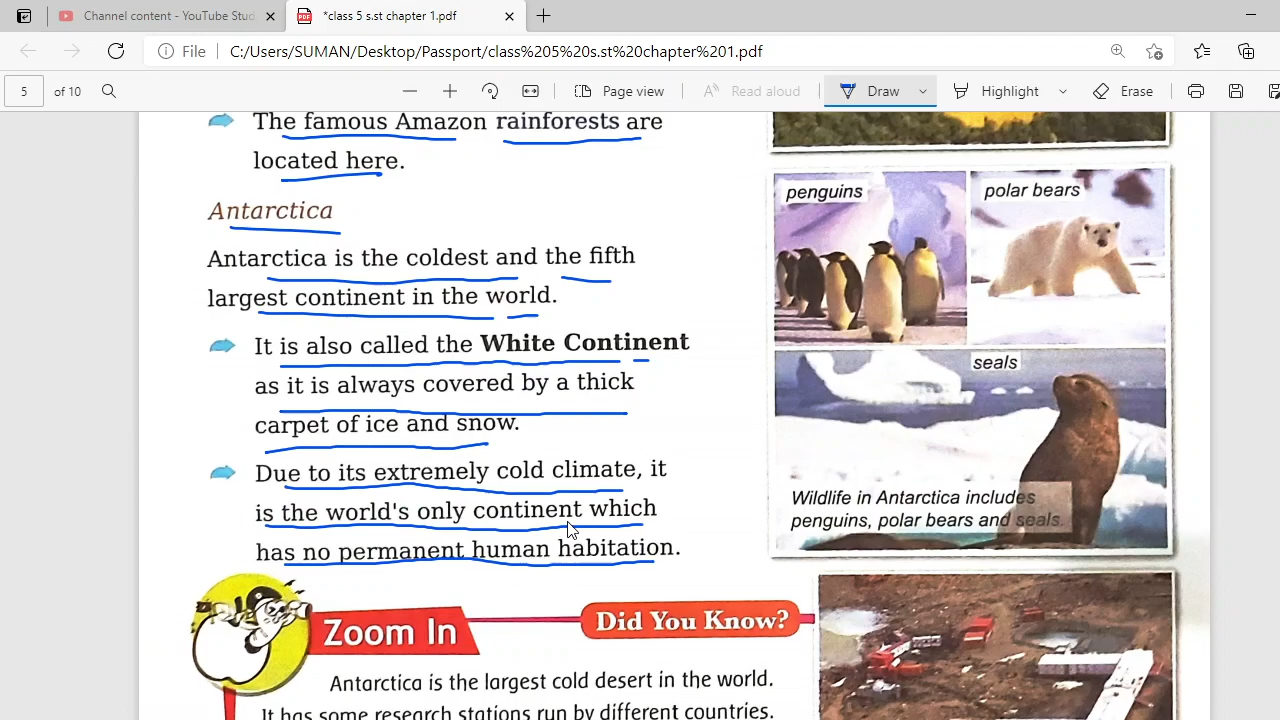 Channel content - YouTube Stud
*class 5 s.st chapter 1.pdf
File
C:/Users/SUMAN/Desktop/Passport/class%205%20s.st%20chapter%201.pdf
5 of 10
Page view
Read aloud
Draw
Highlight
Erase
The famous Amazon rainforests are
located here.
Antarctica
Antarctica is the coldest and the fifth
largest continent in the world.
It is also called the White Continent
as it is always covered by a thick
carpet of ice and snow.
Due to its extremely cold climate, it
is the world's only continent which
has no permanent human habitation.
penguins
polar bears
seals
Wildlife in Antarctica includes
penguins, polar bears and seals.
Zoom In
Did You Know?
Antarctica is the largest cold desert in the world.
It has some research stations run by different countries.